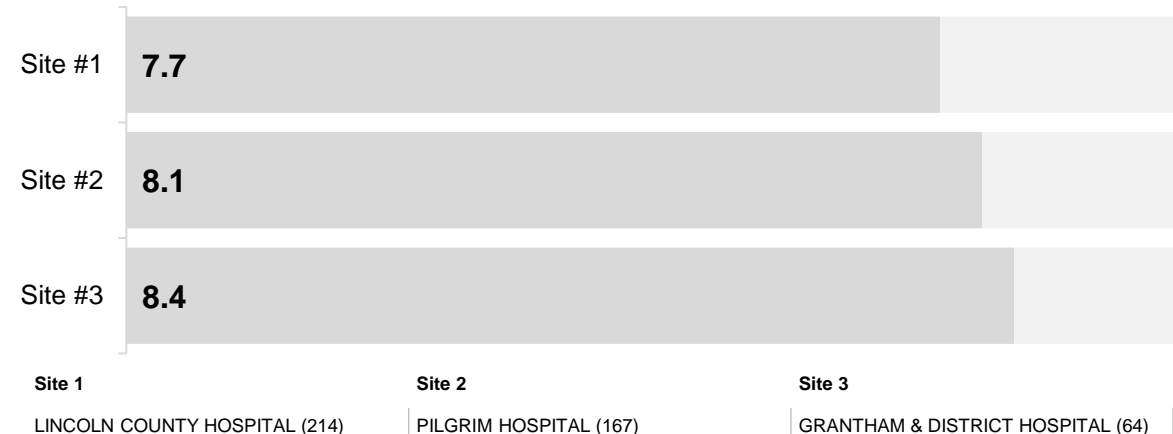 Site #1 7.7
Site #2 8.1
Site #3 8.4
Site 1 Site 2 Site 3
LINCOLN COUNTY HOSPITAL (214) PILGRIM HOSPITAL (167) GRANTHAM & DISTRICT HOSPITAL (64)